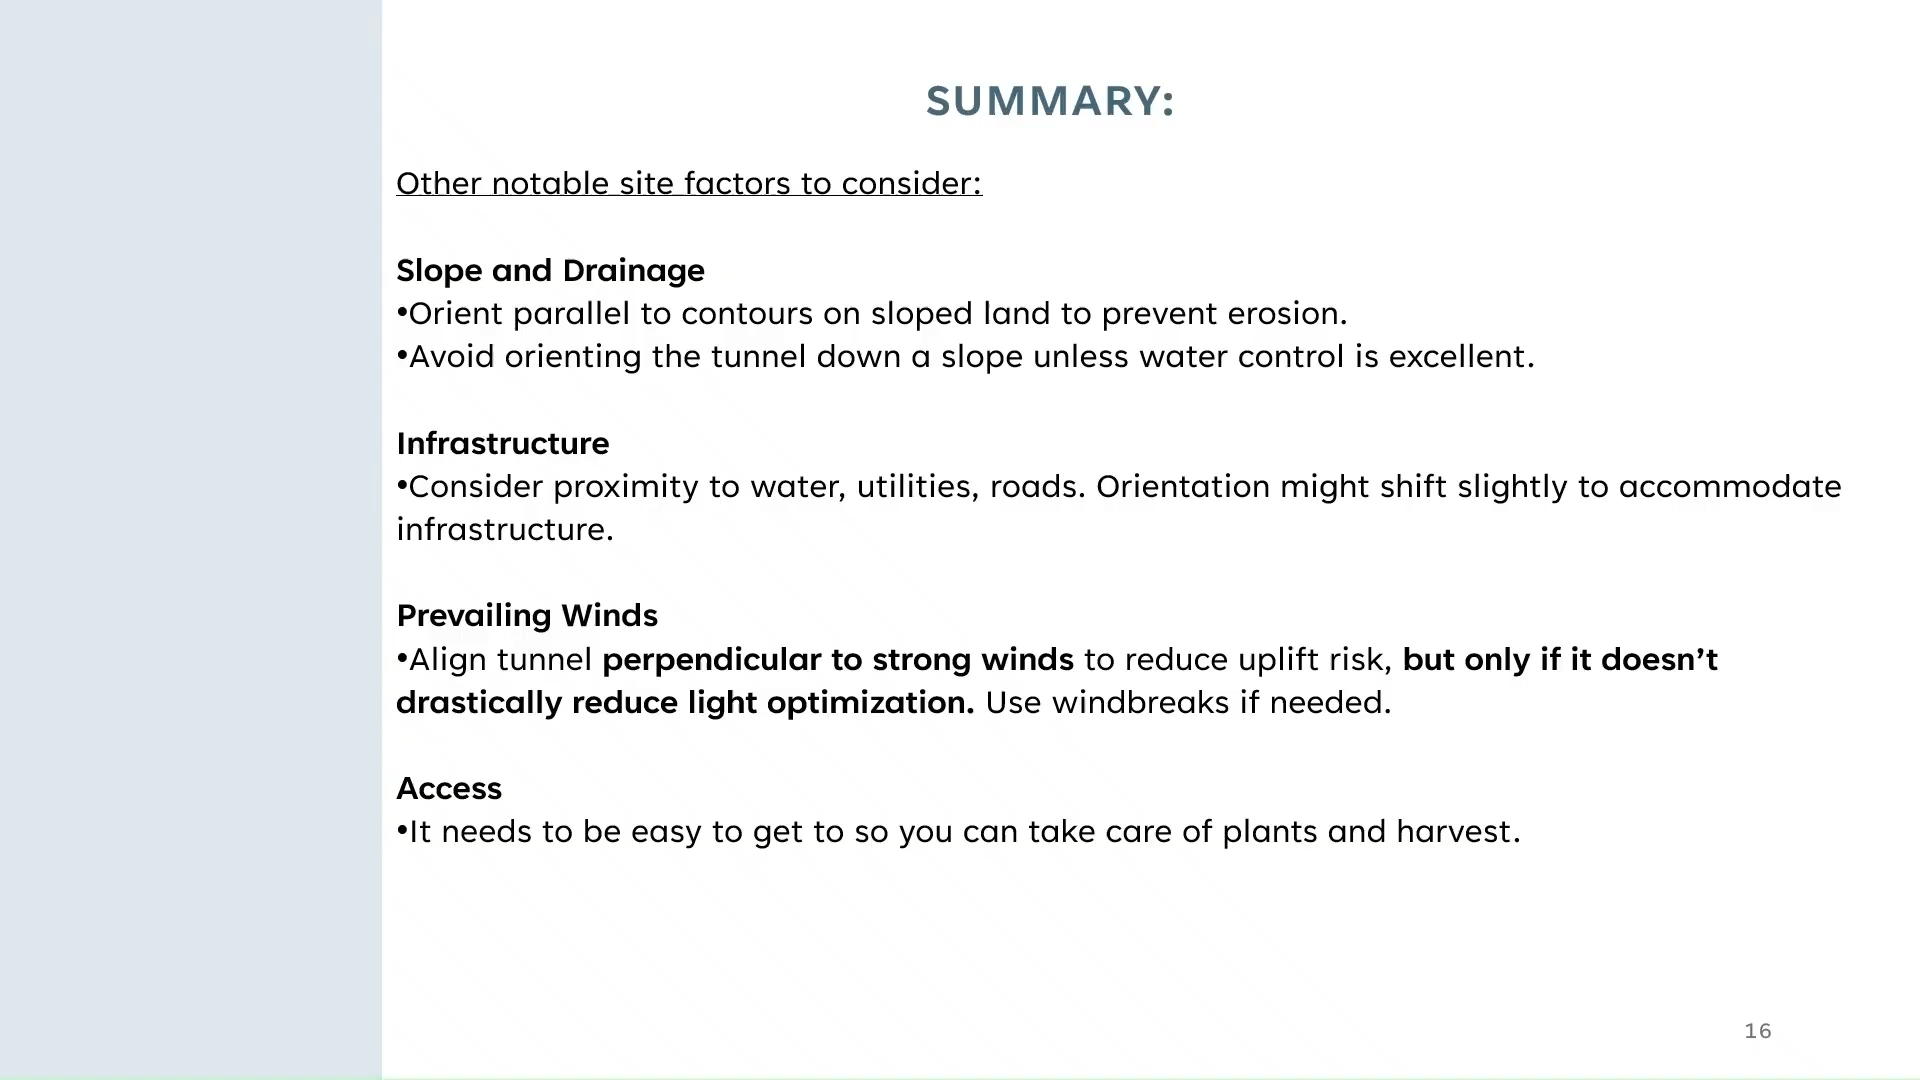 SUMMARY:
Other notable site factors to consider:
Slope and Drainage
•Orient parallel to contours on sloped land to prevent erosion.
•Avoid orienting the tunnel down a slope unless water control is excellent.
Infrastructure
•Consider proximity to water, utilities, roads. Orientation might shift slightly to accommodate
infrastructure.
Prevailing Winds
•Align tunnel perpendicular to strong winds to reduce uplift risk, but only if it doesn’t
drastically reduce light optimization. Use windbreaks if needed.
Access
•It needs to be easy to get to so you can take care of plants and harvest.
16